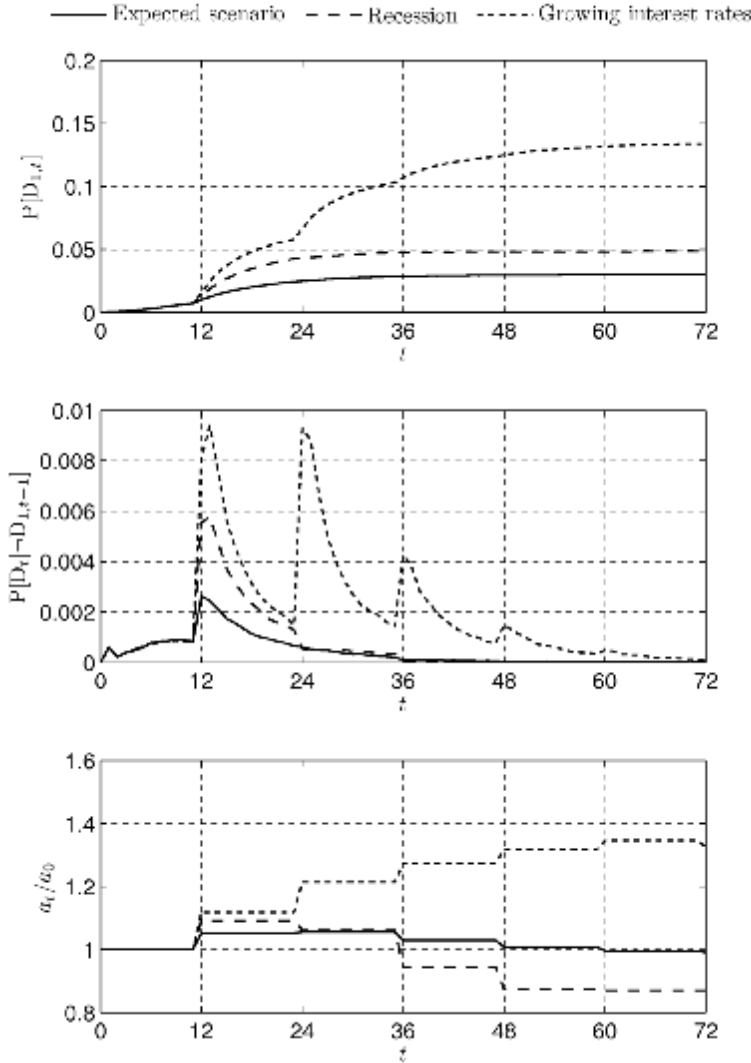 Expected scenario Recession Growing interest rates
0.2
0.15
0.1
0.05
0
P[D₁,ₜ]
0 12 24 36 48 60 72
t
0.01
0.008
0.006
0.004
0.002
0
P[Dₜ|¬D₁,ₜ₋₁]
0 12 24 36 48 60 72
t
1.6
1.4
1.2
1
0.8
aₜ/a₀
0 12 24 36 48 60 72
t